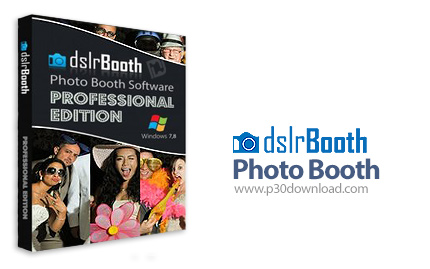 dslrBooth
Photo Booth Software
PROFESSIONAL
EDITION
Windows 7,8
PROFESSIONAL EDITION
dslrBooth
Photo Booth
www.p30download.com